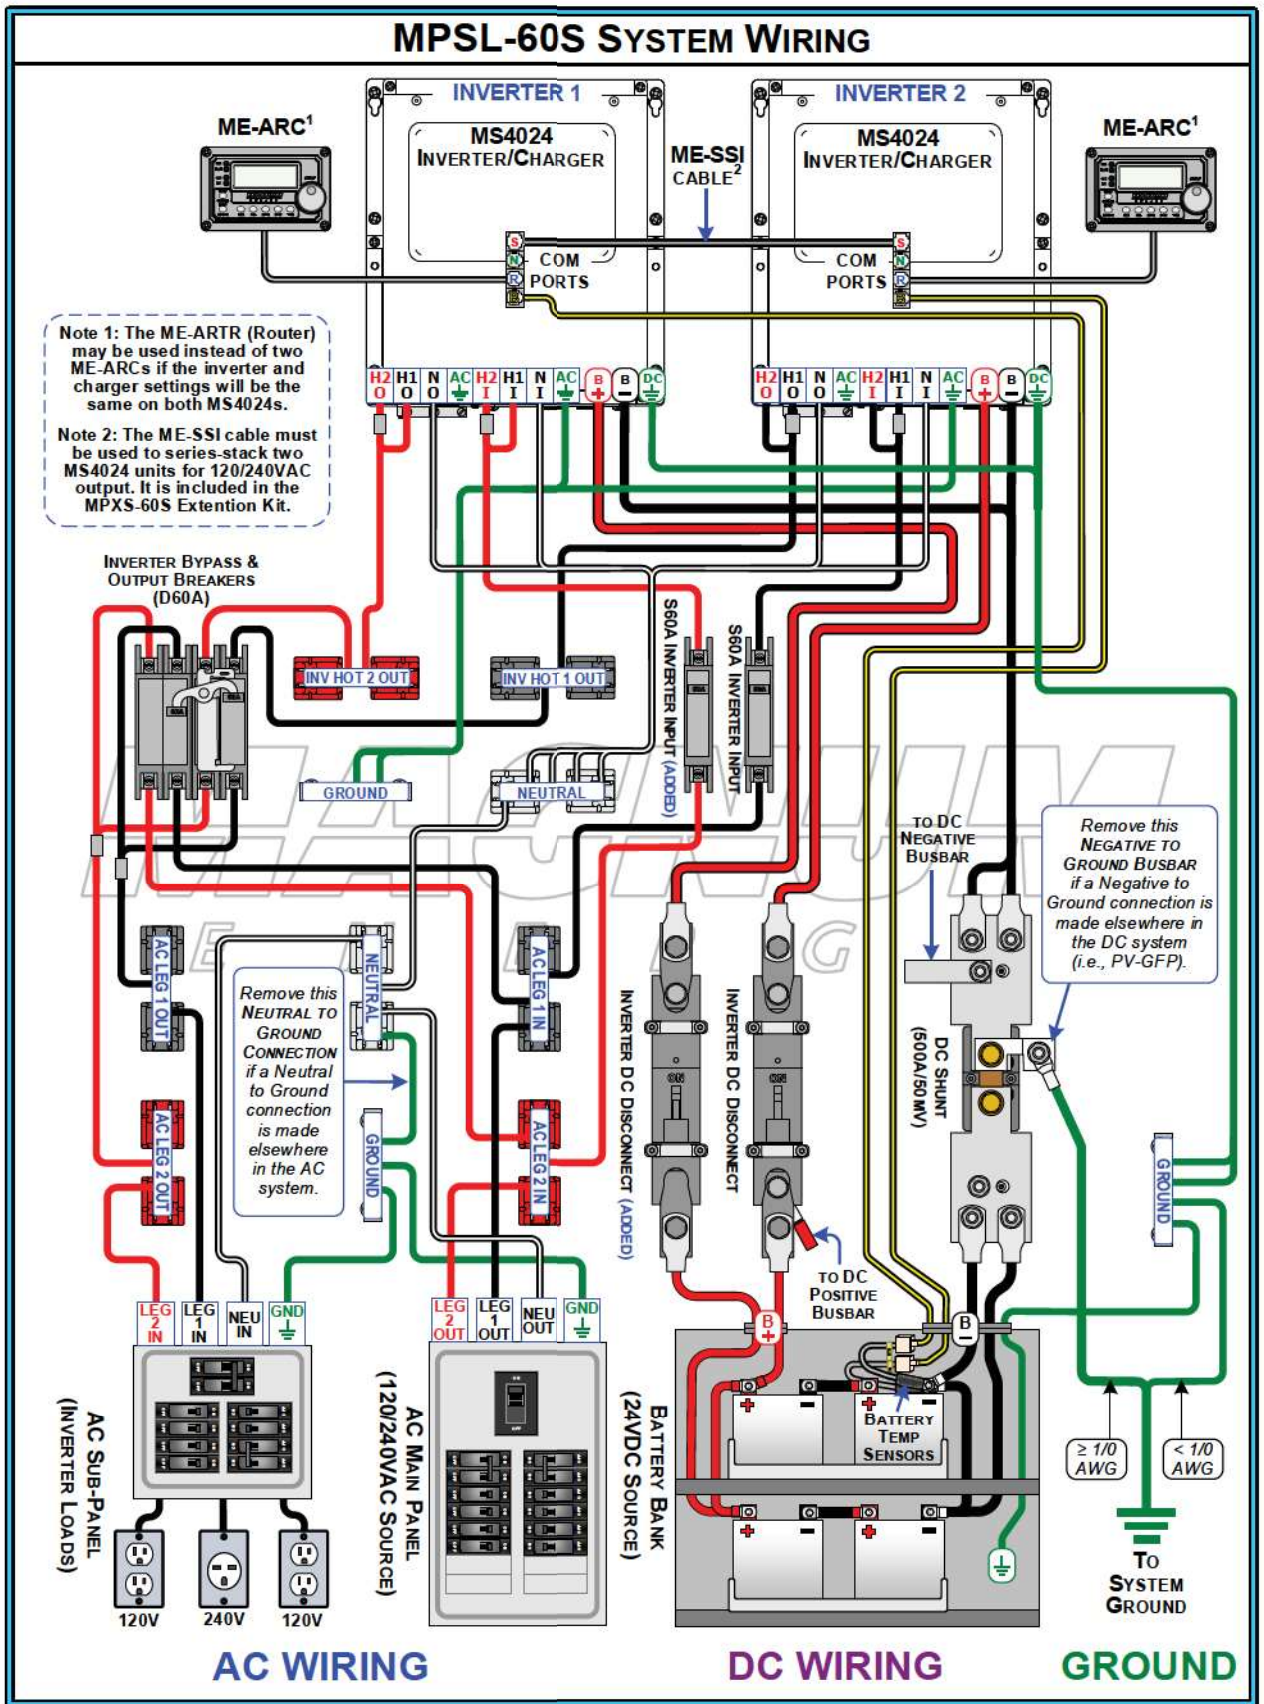 MPSL-60S SYSTEM WIRING
INVERTER 1
INVERTER 2
ME-ARC¹
MS4024
INVERTER/CHARGER
ME-SSI
CABLE²
MS4024
INVERTER/CHARGER
ME-ARC¹
S
N
R
B
COM
PORTS
COM
PORTS
S
N
R
B
Note 1: The ME-ARTR (Router)
may be used instead of two
ME-ARCs if the inverter and
charger settings will be the
same on both MS4024s.
Note 2: The ME-SSI cable must
be used to series-stack two
MS4024 units for 120/240VAC
output. It is included in the
MPXS-60S Extention Kit.
H2 H1 N AC H2 H1 N AC B B DC
O O O I I I + −
H2 H1 N AC H2 H1 N AC B B DC
O O O I I I + −
INVERTER BYPASS &
OUTPUT BREAKERS
(D60A)
INV HOT 2 OUT
INV HOT 1 OUT
S60A INVERTER INPUT (ADDED)
S60A INVERTER INPUT
GROUND
NEUTRAL
MAGNUM
TO DC
NEGATIVE
BUSBAR
Remove this
NEGATIVE TO
GROUND BUSBAR
if a Negative to
Ground connection is
made elsewhere in
the DC system
(i.e., PV-GFP).
AC LEG 1 OUT
NEUTRAL
AC LEG 1 IN
Remove this
NEUTRAL TO
GROUND
CONNECTION
if a Neutral
to Ground
connection
is made
elsewhere
in the AC
system.
INVERTER DC DISCONNECT (ADDED)
ON
INVERTER DC DISCONNECT
ON
DC SHUNT
(500A/50MV)
AC LEG 2 OUT
GROUND
AC LEG 2 IN
GROUND
TO DC
POSITIVE
BUSBAR
LEG
2
IN
LEG
1
IN
NEU
IN
GND
LEG
2
OUT
LEG
1
OUT
NEU
OUT
GND
B
+
B
−
AC SUB-PANEL
(INVERTER LOADS)
AC MAIN PANEL
(120/240VAC SOURCE)
BATTERY BANK
(24VDC SOURCE)
+ − + −
BATTERY
TEMP
SENSORS
+ − + −
≥ 1/0
AWG
< 1/0
AWG
TO
SYSTEM
GROUND
120V
240V
120V
AC WIRING
DC WIRING
GROUND